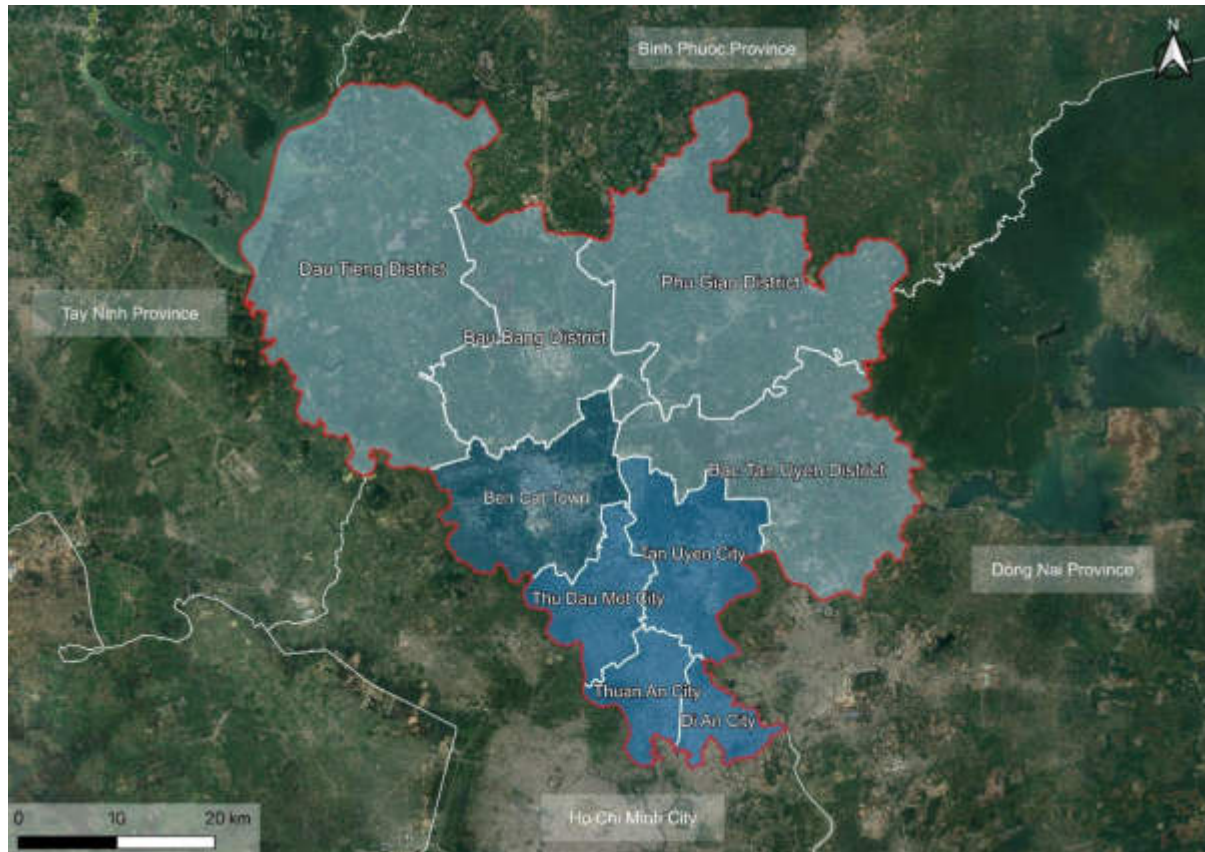 Binh Phuoc Province
N
Dau Tieng District
Phu Giao District
Tay Ninh Province
Bau Bang District
Bac Tan Uyen District
Ben Cat Town
Tan Uyen City
Dong Nai Province
Thu Dau Mot City
Thuan An City
Di An City
0 10 20 km
Ho Chi Minh City